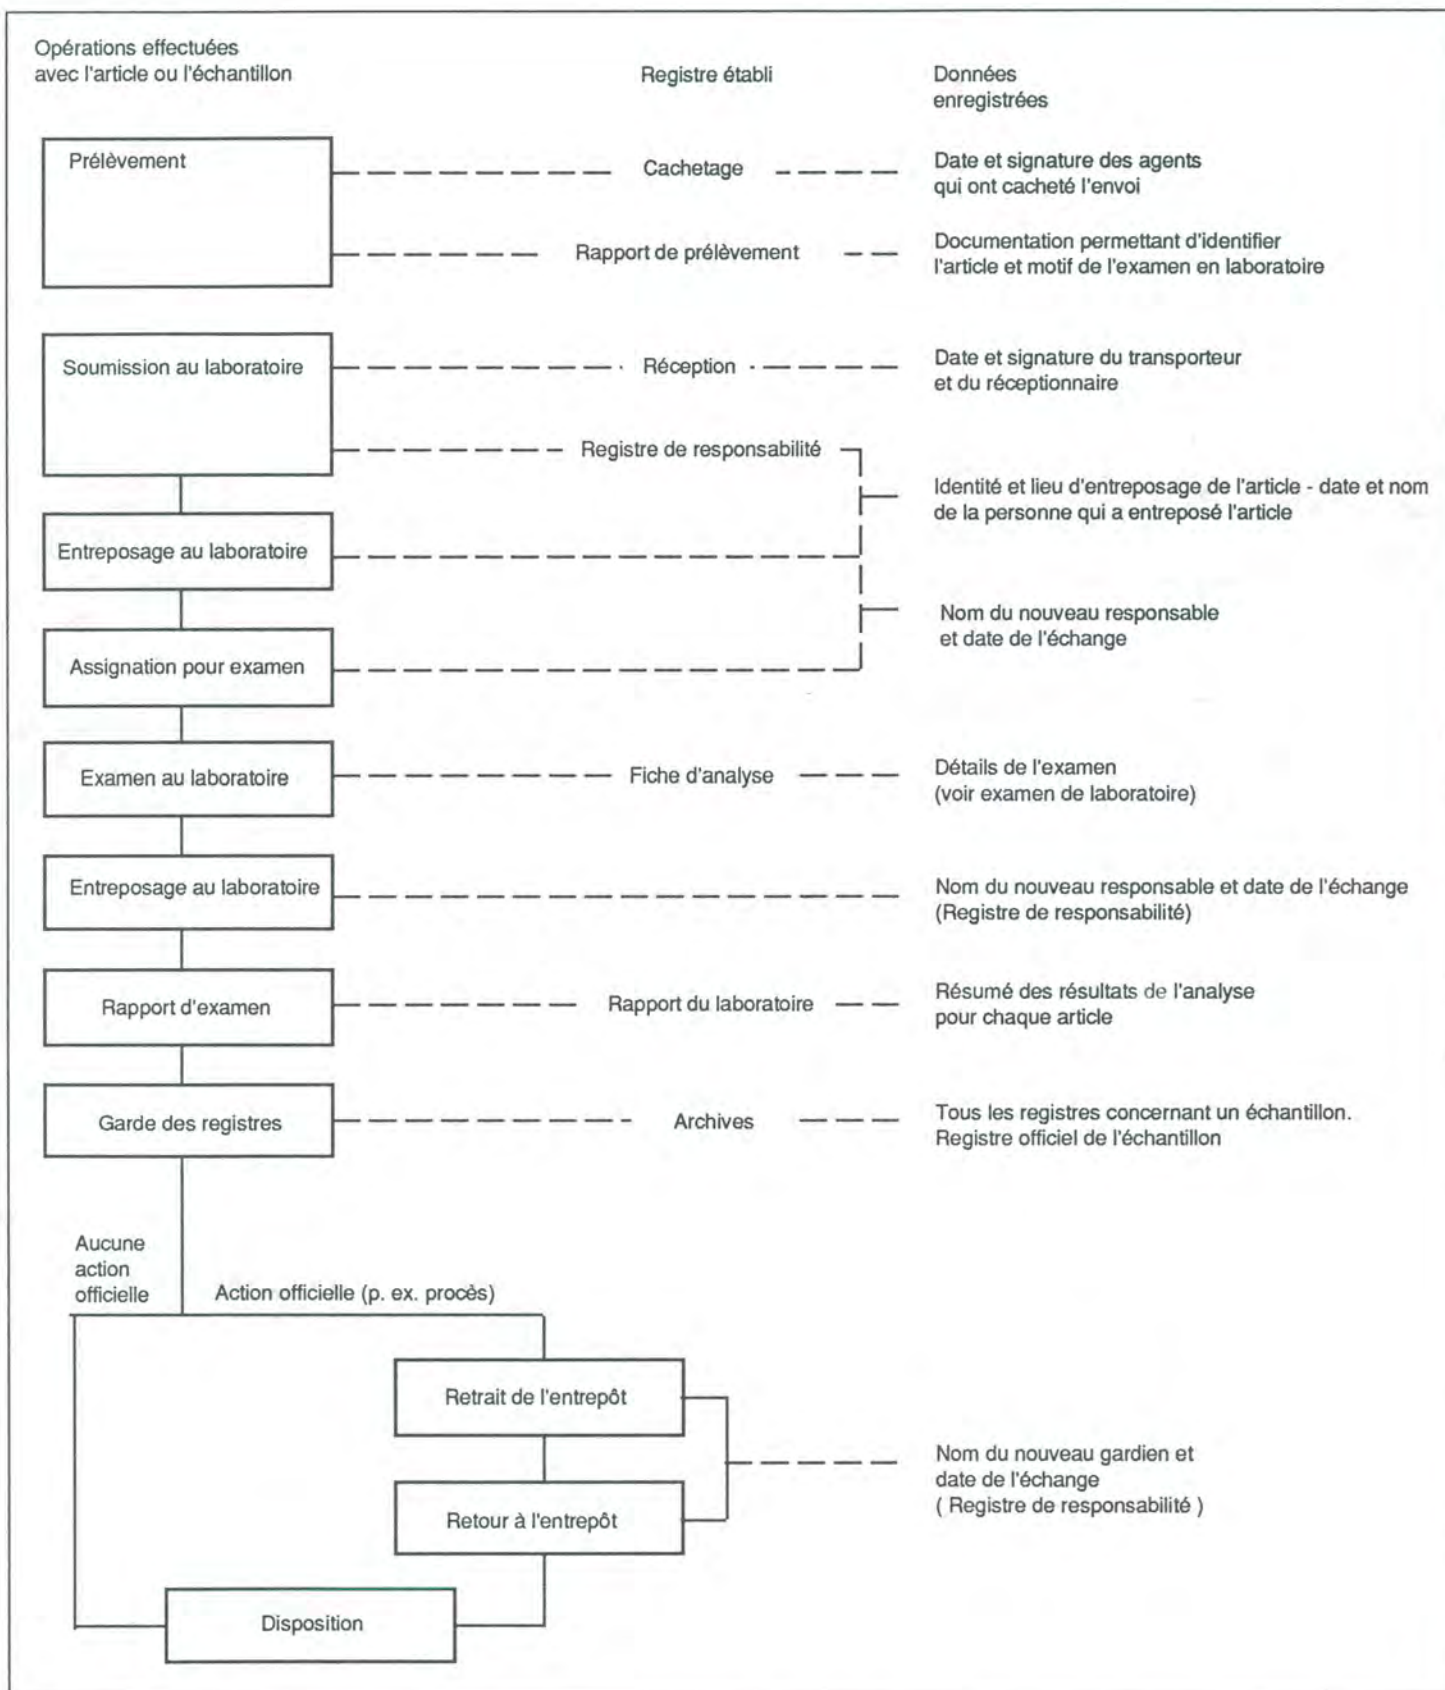 Opérations effectuées
avec l'article ou l'échantillon
Registre établi
Données
enregistrées
Prélèvement
Cachetage
Date et signature des agents
qui ont cacheté l'envoi
Rapport de prélèvement
Documentation permettant d'identifier
l'article et motif de l'examen en laboratoire
Soumission au laboratoire
Réception
Date et signature du transporteur
et du réceptionnaire
Registre de responsabilité
Identité et lieu d'entreposage de l'article - date et nom
de la personne qui a entreposé l'article
Entreposage au laboratoire
Nom du nouveau responsable
et date de l'échange
Assignation pour examen
Examen au laboratoire
Fiche d'analyse
Détails de l'examen
(voir examen de laboratoire)
Entreposage au laboratoire
Nom du nouveau responsable et date de l'échange
(Registre de responsabilité)
Rapport d'examen
Rapport du laboratoire
Résumé des résultats de l'analyse
pour chaque article
Garde des registres
Archives
Tous les registres concernant un échantillon.
Registre officiel de l'échantillon
Aucune
action
officielle
Action officielle (p. ex. procès)
Retrait de l'entrepôt
Nom du nouveau gardien et
date de l'échange
( Registre de responsabilité )
Retour à l'entrepôt
Disposition